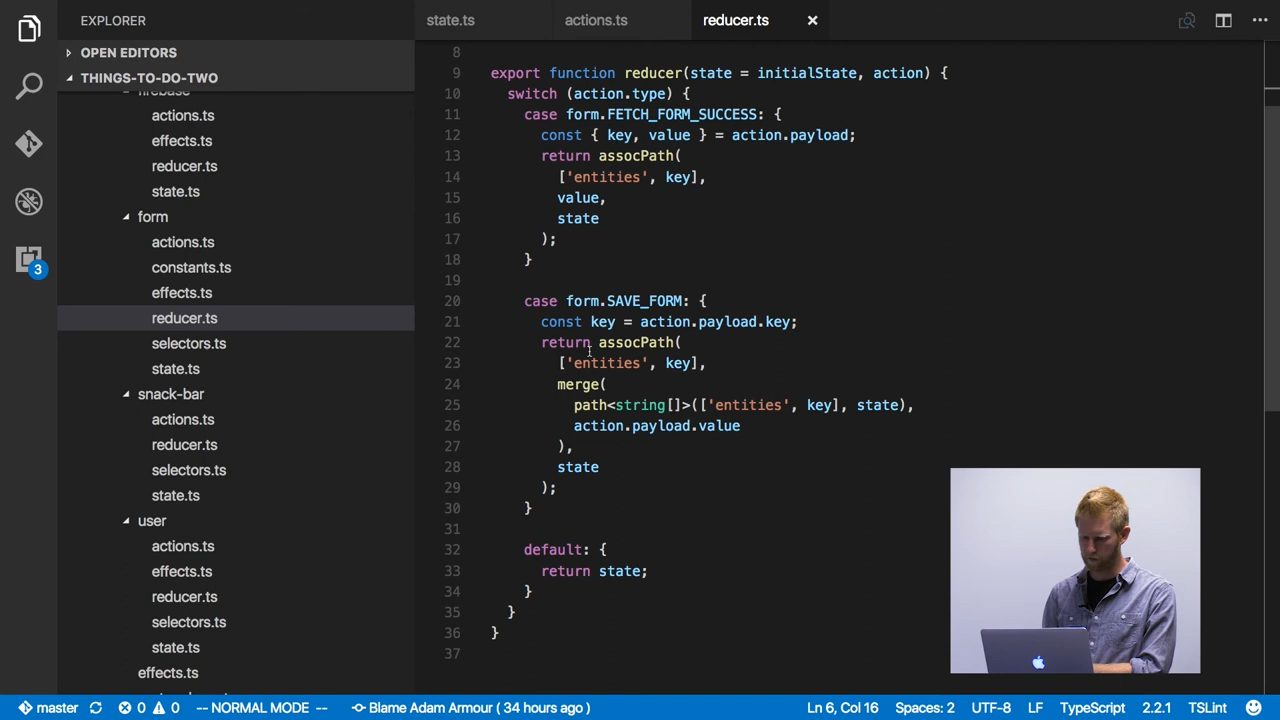 EXPLORER
OPEN EDITORS
THINGS-TO-DO-TWO
firebase
actions.ts
effects.ts
reducer.ts
state.ts
form
actions.ts
constants.ts
effects.ts
reducer.ts
selectors.ts
state.ts
snack-bar
actions.ts
reducer.ts
selectors.ts
state.ts
user
actions.ts
effects.ts
reducer.ts
selectors.ts
state.ts
effects.ts
3
state.ts actions.ts reducer.ts
8
9 export function reducer(state = initialState, action) {
10 switch (action.type) {
11 case form.FETCH_FORM_SUCCESS: {
12 const { key, value } = action.payload;
13 return assocPath(
14 ['entities', key],
15 value,
16 state
17 );
18 }
19
20 case form.SAVE_FORM: {
21 const key = action.payload.key;
22 return assocPath(
23 ['entities', key],
24 merge(
25 path<string[]>(['entities', key], state),
26 action.payload.value
27 ),
28 state
29 );
30 }
31
32 default: {
33 return state;
34 }
35 }
36 }
37
master 0 0 -- NORMAL MODE -- Blame Adam Armour ( 34 hours ago ) Ln 6, Col 16 Spaces: 2 UTF-8 LF TypeScript 2.2.1 TSLint